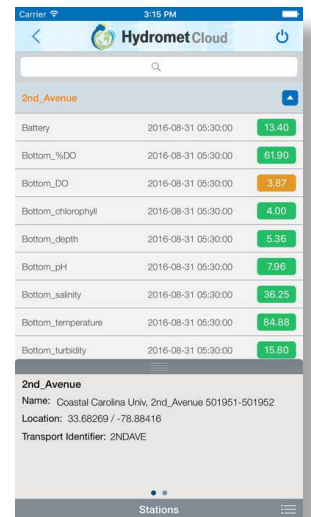 Carrier 3:15 PM
Hydromet Cloud
2nd_Avenue
Battery 2016-08-31 05:30:00 13.40
Bottom_%DO 2016-08-31 05:30:00 61.90
Bottom_DO 2016-08-31 05:30:00 3.87
Bottom_chlorophyll 2016-08-31 05:30:00 4.00
Bottom_depth 2016-08-31 05:30:00 5.36
Bottom_pH 2016-08-31 05:30:00 7.96
Bottom_salinity 2016-08-31 05:30:00 36.25
Bottom_temperature 2016-08-31 05:30:00 84.88
Bottom_turbidity 2016-08-31 05:30:00 15.80
2nd_Avenue
Name: Coastal Carolina Univ, 2nd_Avenue 501951-501952
Location: 33.68269 / -78.88416
Transport Identifier: 2NDAVE
Stations